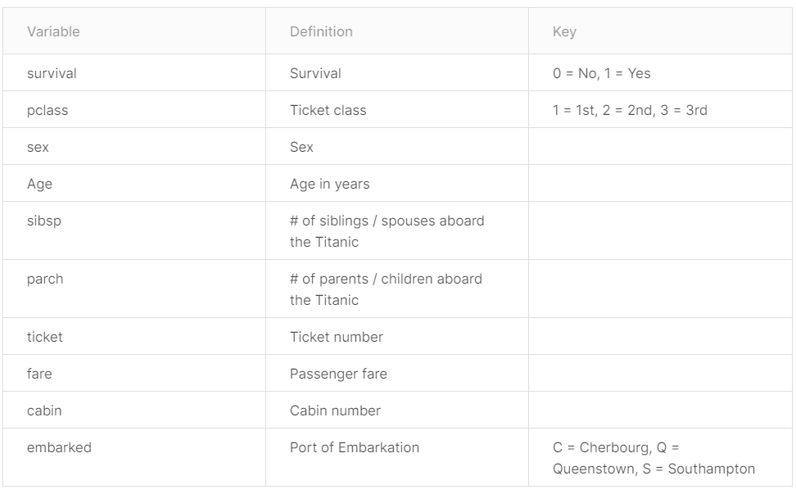 Variable Definition Key
survival Survival 0 = No, 1 = Yes
pclass Ticket class 1 = 1st, 2 = 2nd, 3 = 3rd
sex Sex
Age Age in years
sibsp # of siblings / spouses aboard
the Titanic
parch # of parents / children aboard
the Titanic
ticket Ticket number
fare Passenger fare
cabin Cabin number
embarked Port of Embarkation C = Cherbourg, Q =
Queenstown, S = Southampton